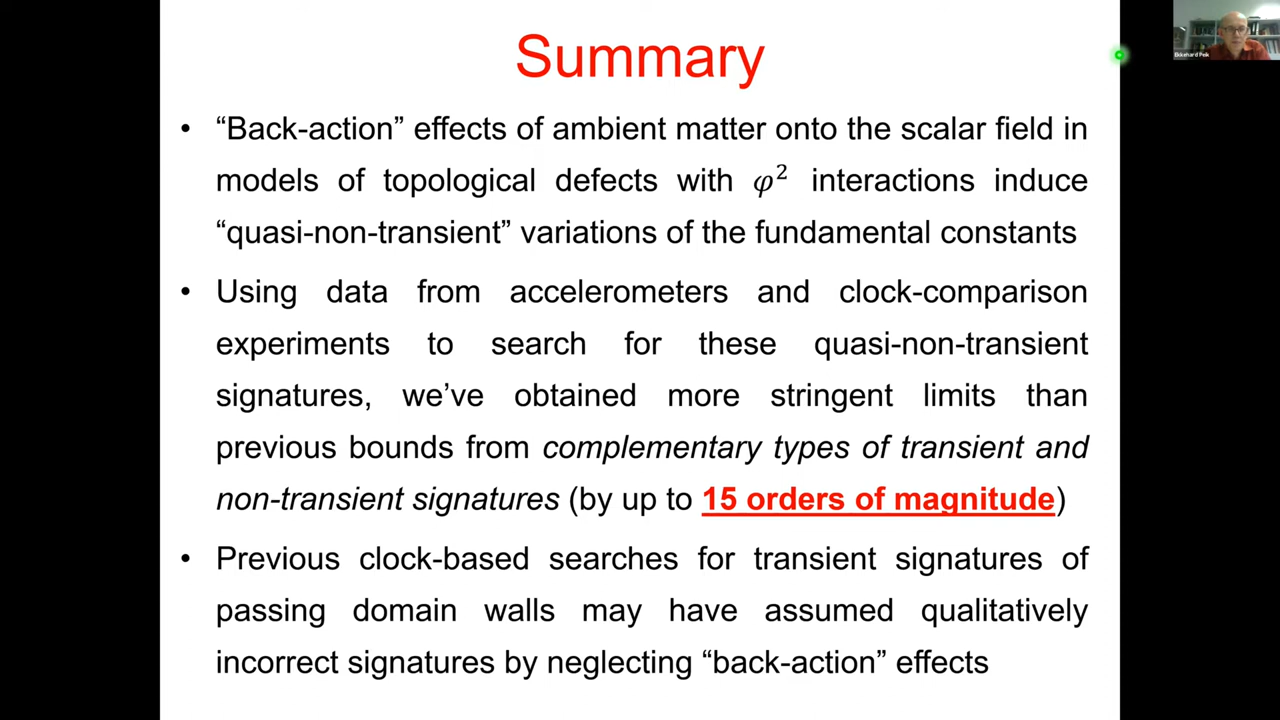 Summary
• “Back-action” effects of ambient matter onto the scalar field in
models of topological defects with φ² interactions induce
“quasi-non-transient” variations of the fundamental constants
• Using data from accelerometers and clock-comparison
experiments to search for these quasi-non-transient
signatures, we’ve obtained more stringent limits than
previous bounds from complementary types of transient and
non-transient signatures (by up to 15 orders of magnitude)
• Previous clock-based searches for transient signatures of
passing domain walls may have assumed qualitatively
incorrect signatures by neglecting “back-action” effects
Ekkehard Peik